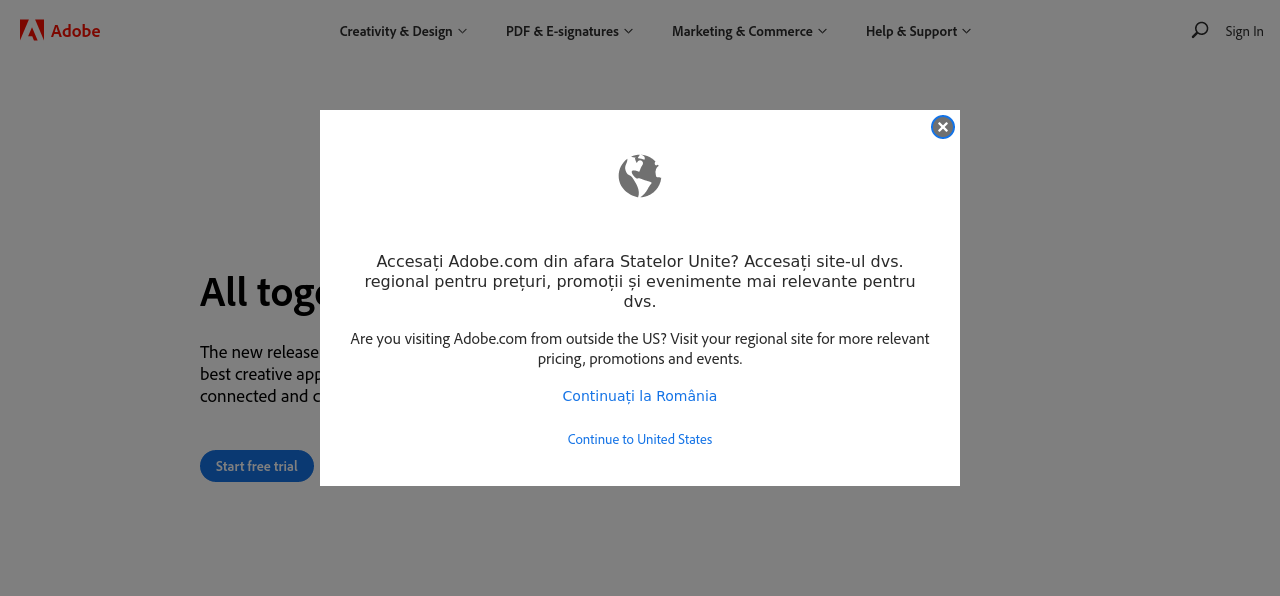 Adobe
Creativity & Design
PDF & E-signatures
Marketing & Commerce
Help & Support
Sign In
Accesați Adobe.com din afara Statelor Unite? Accesați site-ul dvs.
regional pentru prețuri, promoții și evenimente mai relevante pentru
dvs.
Are you visiting Adobe.com from outside the US? Visit your regional site for more relevant
pricing, promotions and events.
Continuați la România
Continue to United States
All
The new release
best creative
connected and
Start free trial